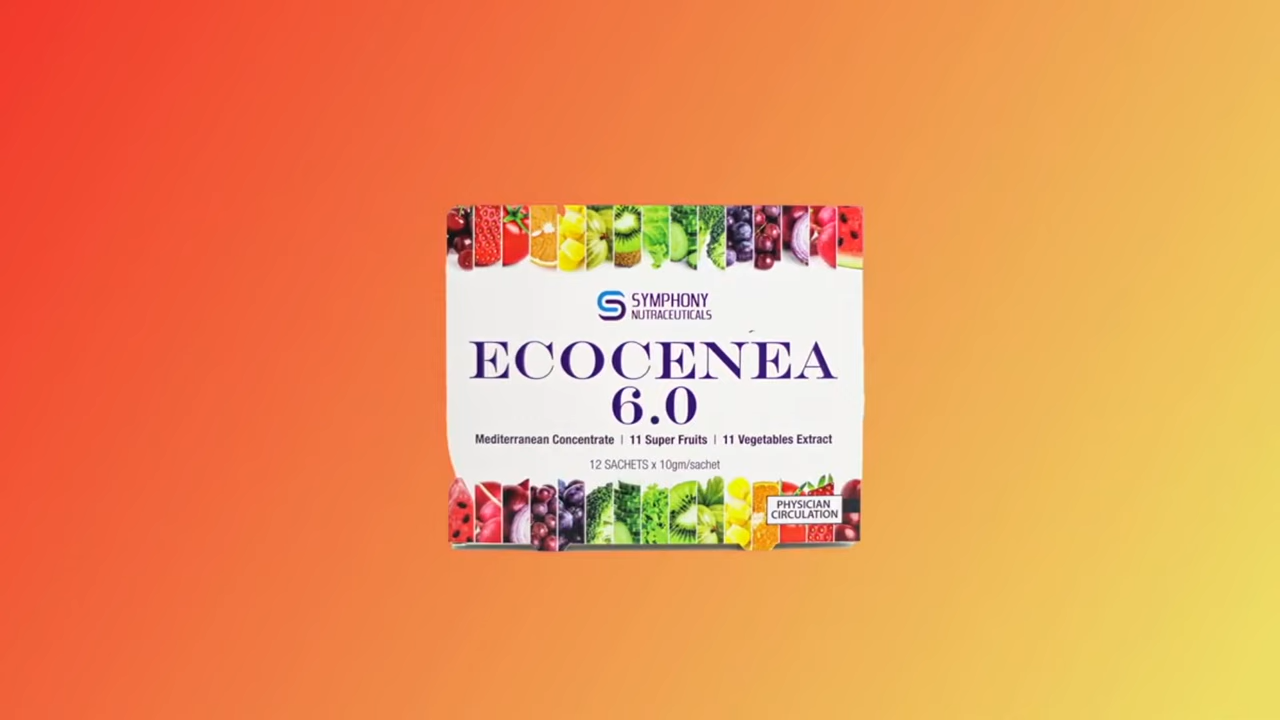 SYMPHONY
NUTRACEUTICALS
ECOCENEA
6.0
Mediterranean Concentrate | 11 Super Fruits | 11 Vegetables Extract
12 SACHETS x 10gm/sachet
PHYSICIAN
CIRCULATION